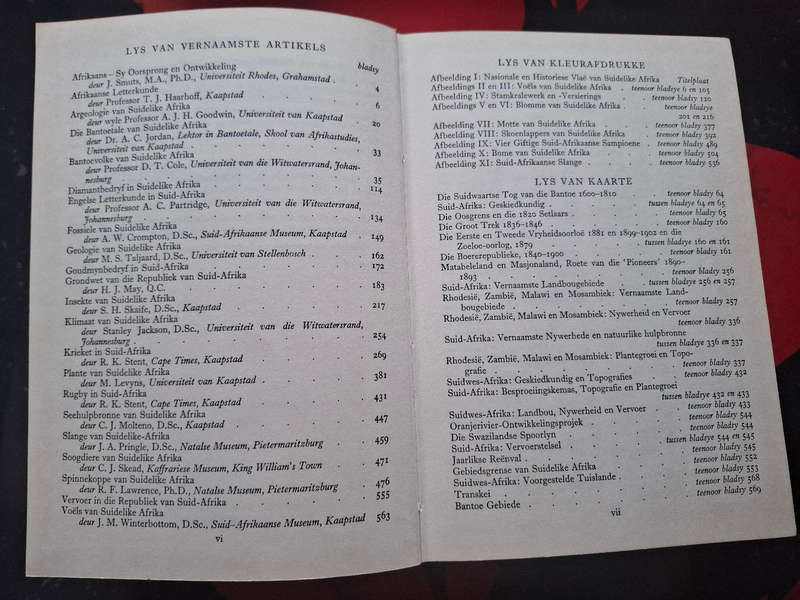 LYS VAN VERNAAMSTE ARTIKELS
bladsy
Afrikaans - Sy Oorsprong en Ontwikkeling
deur J. Smuts, M.A., Ph.D., Universiteit Rhodes, Grahamstad . . 4
Afrikaanse Letterkunde
deur Professor T. J. Haarhoff, Kaapstad . . . . 6
Argeologie van Suidelike Afrika
deur wyle Professor A. J. H. Goodwin, Universiteit van Kaapstad . 20
Die Bantoetale van Suidelike Afrika
deur Dr. A. C. Jordan, Lektor in Bantoetale, Skool van Afrikastudies,
Universiteit van Kaapstad . . . . . 33
Bantoevolke van Suidelike Afrika
deur Professor D. T. Cole, Universiteit van die Witwatersrand, Johan-
nesburg . . . . . . 35
Diamantbedryf in Suidelike Afrika . . . . 114
Engelse Letterkunde in Suid-Afrika
deur Professor A. C. Partridge, Universiteit van die Witwatersrand,
Johannesburg . . . . . . 134
Fossiele van Suidelike Afrika
deur A. W. Crompton, D.Sc., Suid-Afrikaanse Museum, Kaapstad . 149
Geologie van Suidelike Afrika
deur M. S. Taljaard, D.Sc., Universiteit van Stellenbosch . . 162
Goudmynbedryf in Suid-Afrika . . . . 172
Grondwet van die Republiek van Suid-Afrika
deur H. J. May, Q.C. . . . . . 183
Insekte van Suidelike Afrika
deur S. H. Skaife, D.Sc., Kaapstad . . . . 217
Klimaat van Suidelike Afrika
deur Stanley Jackson, D.Sc., Universiteit van die Witwatersrand,
Johannesburg . . . . . . 254
Krieket in Suid-Afrika
deur R. K. Stent, Cape Times, Kaapstad . . . 269
Plante van Suidelike Afrika
deur M. Levyns, Universiteit van Kaapstad . . . 381
Rugby in Suid-Afrika
deur R. K. Stent, Cape Times, Kaapstad . . . 431
Seehulpbronne van Suidelike Afrika
deur C. J. Molteno, D.Sc., Kaapstad . . . . 447
Slange van Suidelike-Afrika
deur J. A. Pringle, D.Sc., Natalse Museum, Pietermaritzburg . . 459
Soogdiere van Suidelike Afrika
deur C. J. Skead, Kaffrariese Museum, King William's Town . . 471
Spinnekoppe van Suidelike Afrika
deur R. F. Lawrence, Ph.D., Natalse Museum, Pietermaritzburg . 476
Vervoer in die Republiek van Suid-Afrika . . . 555
Voëls van Suidelike Afrika
deur J. M. Winterbottom, D.Sc., Suid-Afrikaanse Museum, Kaapstad 563
vi
LYS VAN KLEURAFDRUKKE
Afbeelding I: Nasionale en Historiese Vlaë van Suidelike Afrika Titelplaat
Afbeeldings II en III: Voëls van Suidelike Afrika . teenoor bladsye 6 en 105
Afbeelding IV: Stamkralewerk en -Versierings . teenoor bladsy 120
Afbeeldings V en VI: Blomme van Suidelike Afrika . teenoor bladsye
201 en 216
Afbeelding VII: Motte van Suidelike Afrika . teenoor bladsy 377
Afbeelding VIII: Skoenlappers van Suidelike Afrika . teenoor bladsy 392
Afbeelding IX: Vier Giftige Suid-Afrikaanse Sampioene . teenoor bladsy 489
Afbeelding X: Bome van Suidelike Afrika . teenoor bladsy 504
Afbeelding XI: Suid-Afrikaanse Slange . . teenoor bladsy 536
LYS VAN KAARTE
Die Suidwaartse Tog van die Bantoe 1600-1810 . . teenoor bladsy 64
Suid-Afrika: Geskiedkundig . . . tussen bladsye 64 en 65
Die Oosgrens en die 1820 Setlaars . . . teenoor bladsy 65
Die Groot Trek 1836-1846 . . . teenoor bladsy 160
Die Eerste en Tweede Vryheidsoorloë 1881 en 1899-1902 en die
Zoeloe-oorlog, 1879 . . . tussen bladsye 160 en 161
Die Boererepublieke, 1840-1900 . . . teenoor bladsy 161
Matabeleland en Masjonaland, Roete van die 'Pioneers' 1890-
1893 . . . . . teenoor bladsy 256
Suid-Afrika: Vernaamste Landbougebiede . tussen bladsye 256 en 257
Rhodesië, Zambië, Malawi en Mosambiek: Vernaamste Land-
bougebiede . . . . teenoor bladsy 257
Rhodesië, Zambië, Malawi en Mosambiek: Nywerheid en Vervoer
teenoor bladsy 336
Suid-Afrika: Vernaamste Nywerhede en natuurlike hulpbronne
tussen bladsye 336 en 337
Rhodesië, Zambië, Malawi en Mosambiek: Plantegroei en Topo-
grafie . . . . . teenoor bladsy 337
Suidwes-Afrika: Geskiedkundig en Topografies . teenoor bladsy 432
Suid-Afrika: Besproeiingskemas, Topografie en Plantegroei
tussen bladsye 432 en 433
Suidwes-Afrika: Landbou, Nywerheid en Vervoer . teenoor bladsy 433
Oranjerivier-Ontwikkelingsprojek . . . teenoor bladsy 544
Die Swazilandse Spoorlyn . . . teenoor bladsy 544
Suid-Afrika: Vervoerstelsel . . . tussen bladsye 544 en 545
Jaarlikse Reënval . . . . teenoor bladsy 545
Gebiedsgrense van Suidelike Afrika . . teenoor bladsy 552
Suidwes-Afrika: Voorgestelde Tuislande . . teenoor bladsy 553
Transkei . . . . . teenoor bladsy 568
Bantoe Gebiede . . . . teenoor bladsy 569
vii